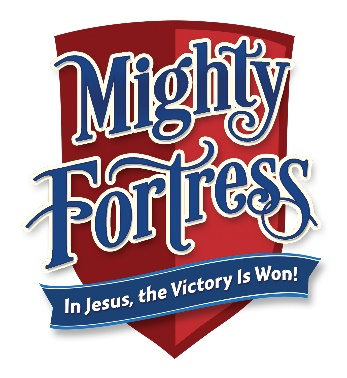 Mighty
Fortress
In Jesus, the Victory Is Won!